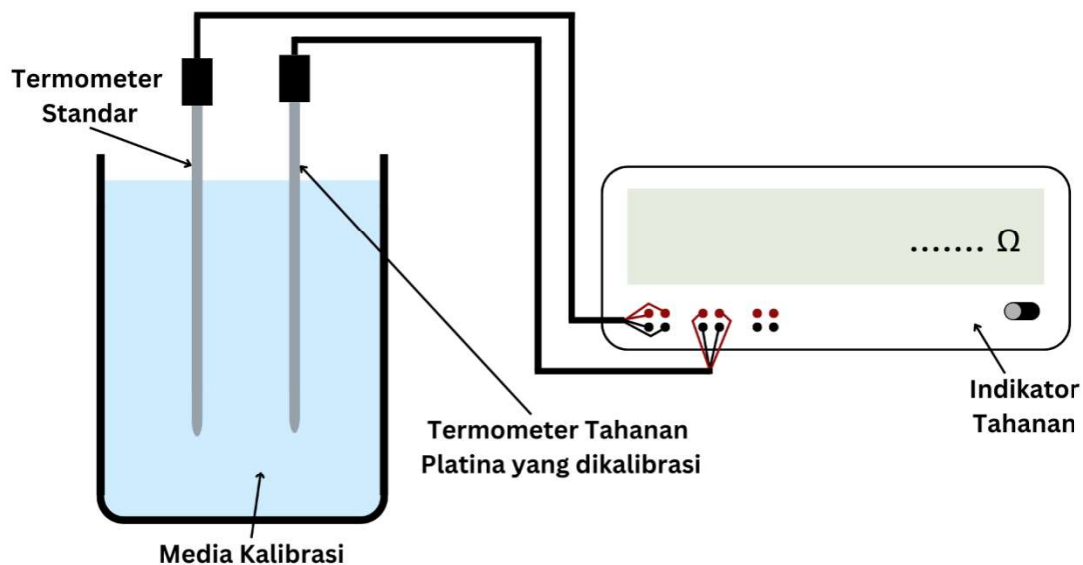 Termometer
Standar
....... Ω
Indikator
Tahanan
Termometer Tahanan
Platina yang dikalibrasi
Media Kalibrasi